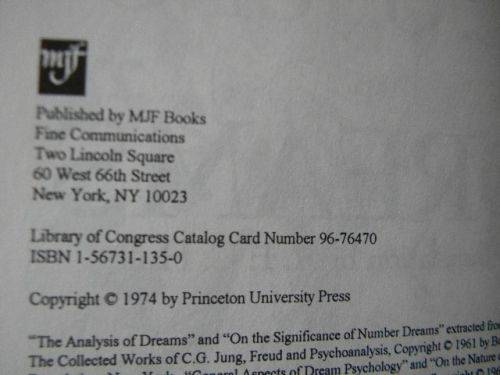 mjf
Published by MJF Books
Fine Communications
Two Lincoln Square
60 West 66th Street
New York, NY 10023
Library of Congress Catalog Card Number 96-76470
ISBN 1-56731-135-0
Copyright © 1974 by Princeton University Press
"The Analysis of Dreams" and "On the Significance of Number Dreams" extracted
The Collected Works of C.G. Jung, Freud and Psychoanalysis, Copyright © 1961 by
"General Aspects of Dream Psychology" and "On the Nature